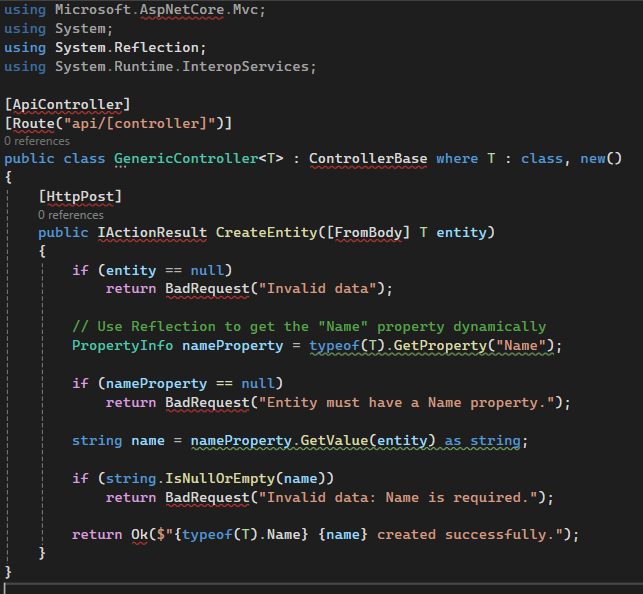 using Microsoft.AspNetCore.Mvc;
using System;
using System.Reflection;
using System.Runtime.InteropServices;
[ApiController]
[Route("api/[controller]")]
0 references
public class GenericController<T> : ControllerBase where T : class, new()
{
[HttpPost]
0 references
public IActionResult CreateEntity([FromBody] T entity)
{
if (entity == null)
return BadRequest("Invalid data");
// Use Reflection to get the "Name" property dynamically
PropertyInfo nameProperty = typeof(T).GetProperty("Name");
if (nameProperty == null)
return BadRequest("Entity must have a Name property.");
string name = nameProperty.GetValue(entity) as string;
if (string.IsNullOrEmpty(name))
return BadRequest("Invalid data: Name is required.");
return Ok($"{typeof(T).Name} {name} created successfully.");
}
}